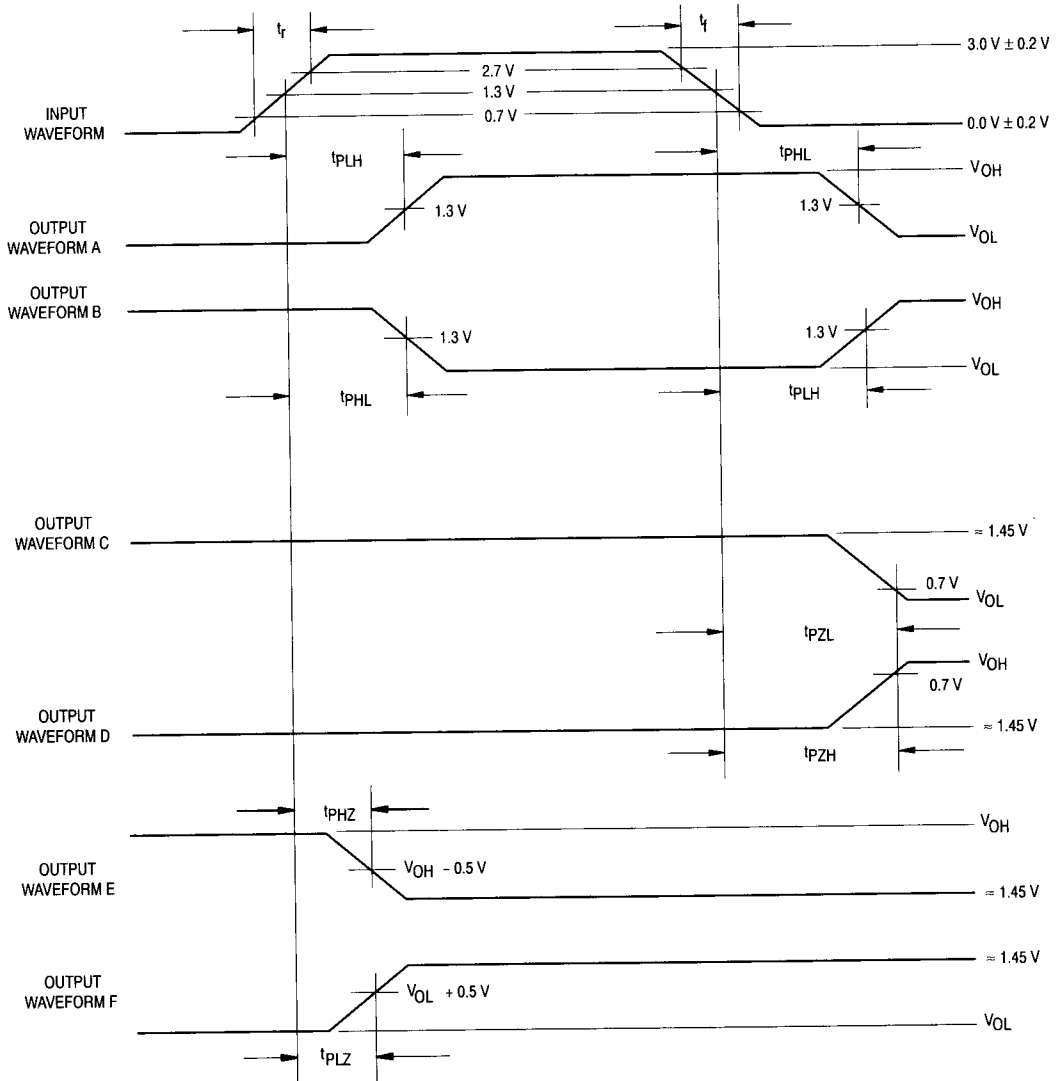 tr
tf
3.0 V ± 0.2 V
2.7 V
1.3 V
0.7 V
INPUT
WAVEFORM
0.0 V ± 0.2 V
tPLH
tPHL
VOH
1.3 V
1.3 V
OUTPUT
WAVEFORM A
VOL
OUTPUT
WAVEFORM B
VOH
1.3 V
1.3 V
VOL
tPHL
tPLH
OUTPUT
WAVEFORM C
≈ 1.45 V
0.7 V
VOL
tPZL
VOH
0.7 V
OUTPUT
WAVEFORM D
≈ 1.45 V
tPZH
tPHZ
VOH
OUTPUT
WAVEFORM E
VOH – 0.5 V
≈ 1.45 V
≈ 1.45 V
OUTPUT
WAVEFORM F
VOL + 0.5 V
VOL
tPLZ